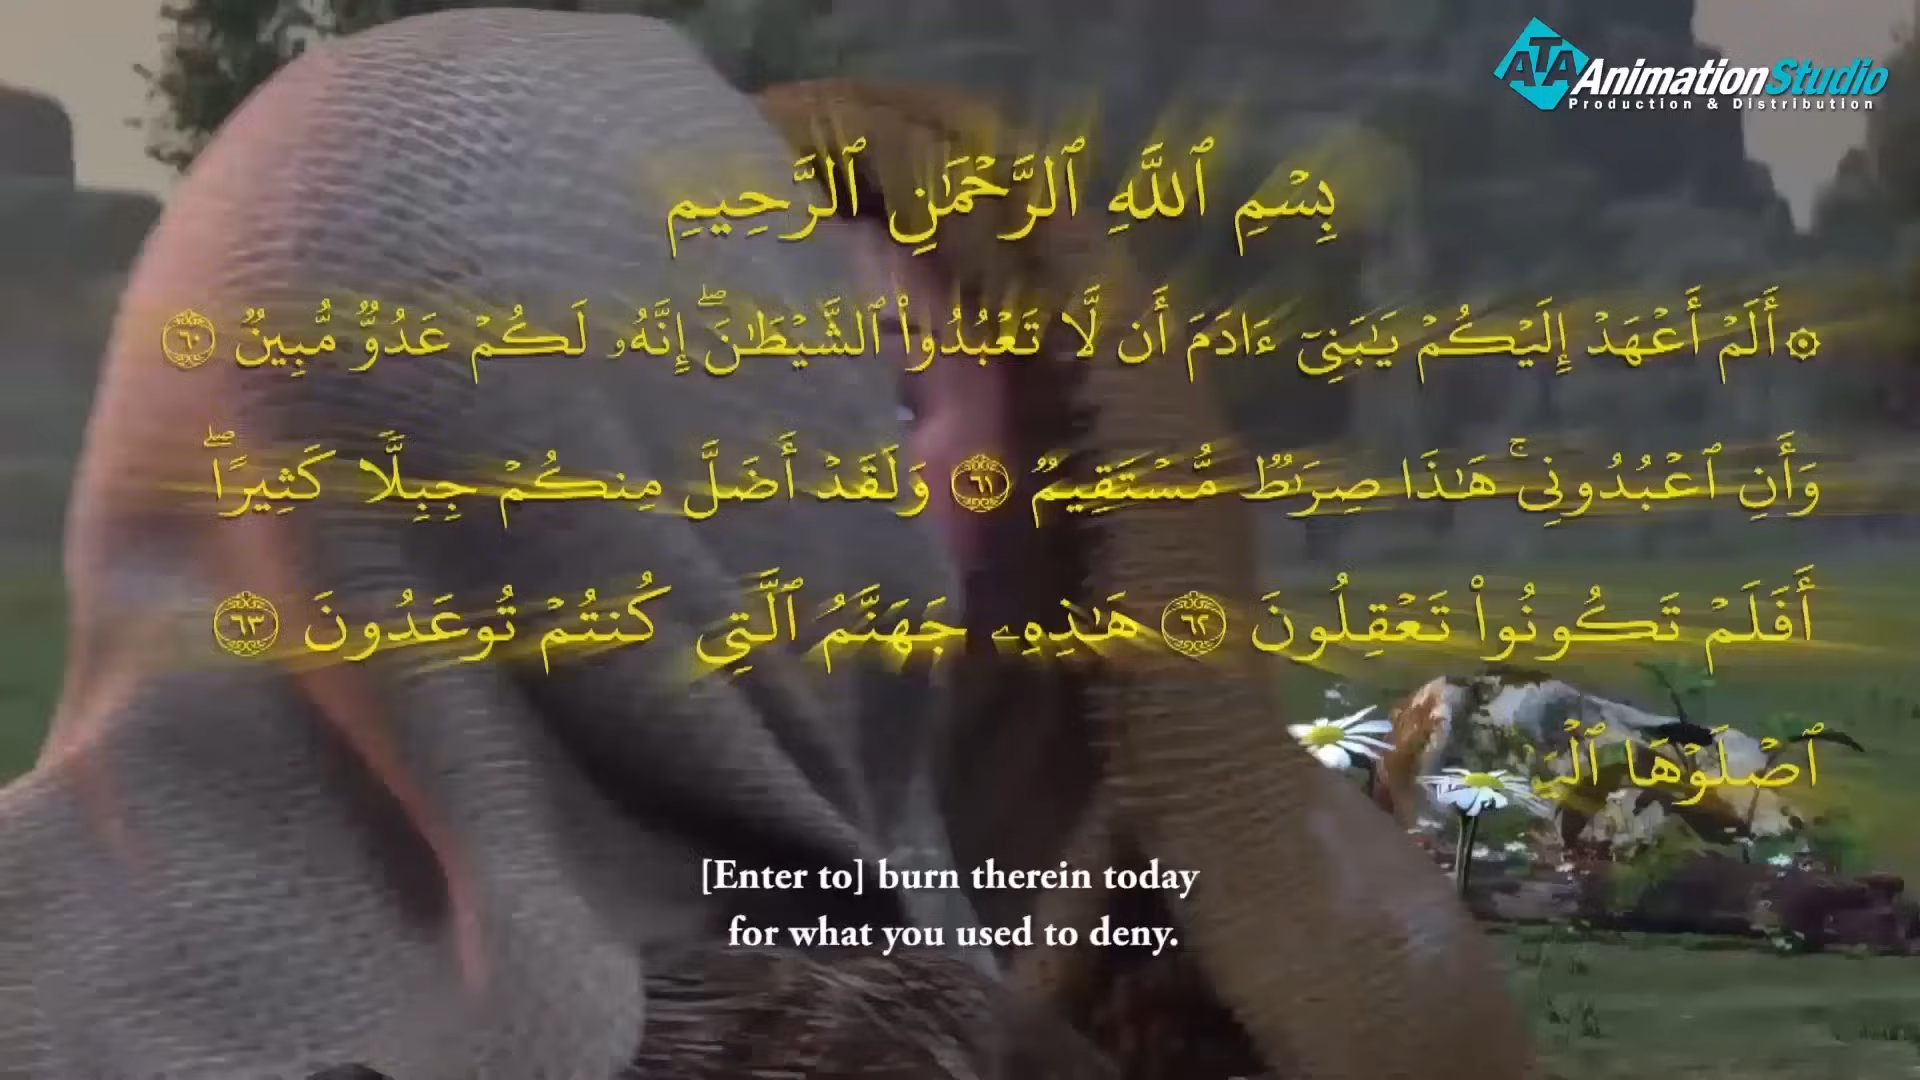 ATA AnimationStudio
Production & Distribution
بِسْمِ ٱللَّهِ ٱلرَّحْمَٰنِ ٱلرَّحِيمِ
۞ أَلَمْ أَعْهَدْ إِلَيْكُمْ يَٰبَنِىٓ ءَادَمَ أَن لَّا تَعْبُدُوا۟ ٱلشَّيْطَٰنَ ۖ إِنَّهُۥ لَكُمْ عَدُوٌّ مُّبِينٌ ٦٠
وَأَنِ ٱعْبُدُونِى ۚ هَٰذَا صِرَٰطٌ مُّسْتَقِيمٌ ٦١ وَلَقَدْ أَضَلَّ مِنكُمْ جِبِلًّا كَثِيرًا ۖ
أَفَلَمْ تَكُونُوا۟ تَعْقِلُونَ ٦٢ هَٰذِهِۦ جَهَنَّمُ ٱلَّتِى كُنتُمْ تُوعَدُونَ ٦٣
ٱصْلَوْهَا
[Enter to] burn therein today
for what you used to deny.